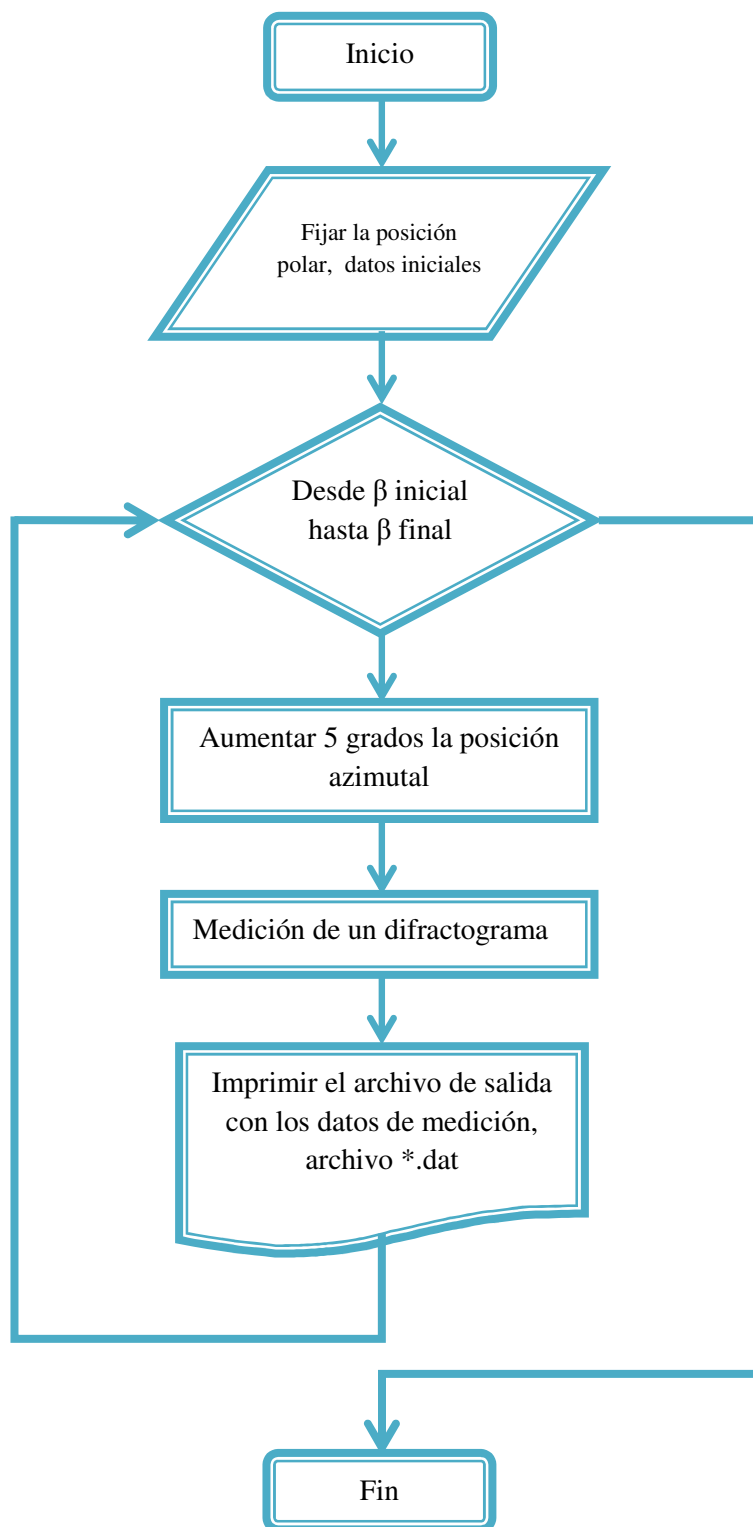 Inicio
Fijar la posición
polar, datos iniciales
Desde β inicial
hasta β final
Aumentar 5 grados la posición
azimutal
Medición de un difractograma
Imprimir el archivo de salida
con los datos de medición,
archivo *.dat
Fin